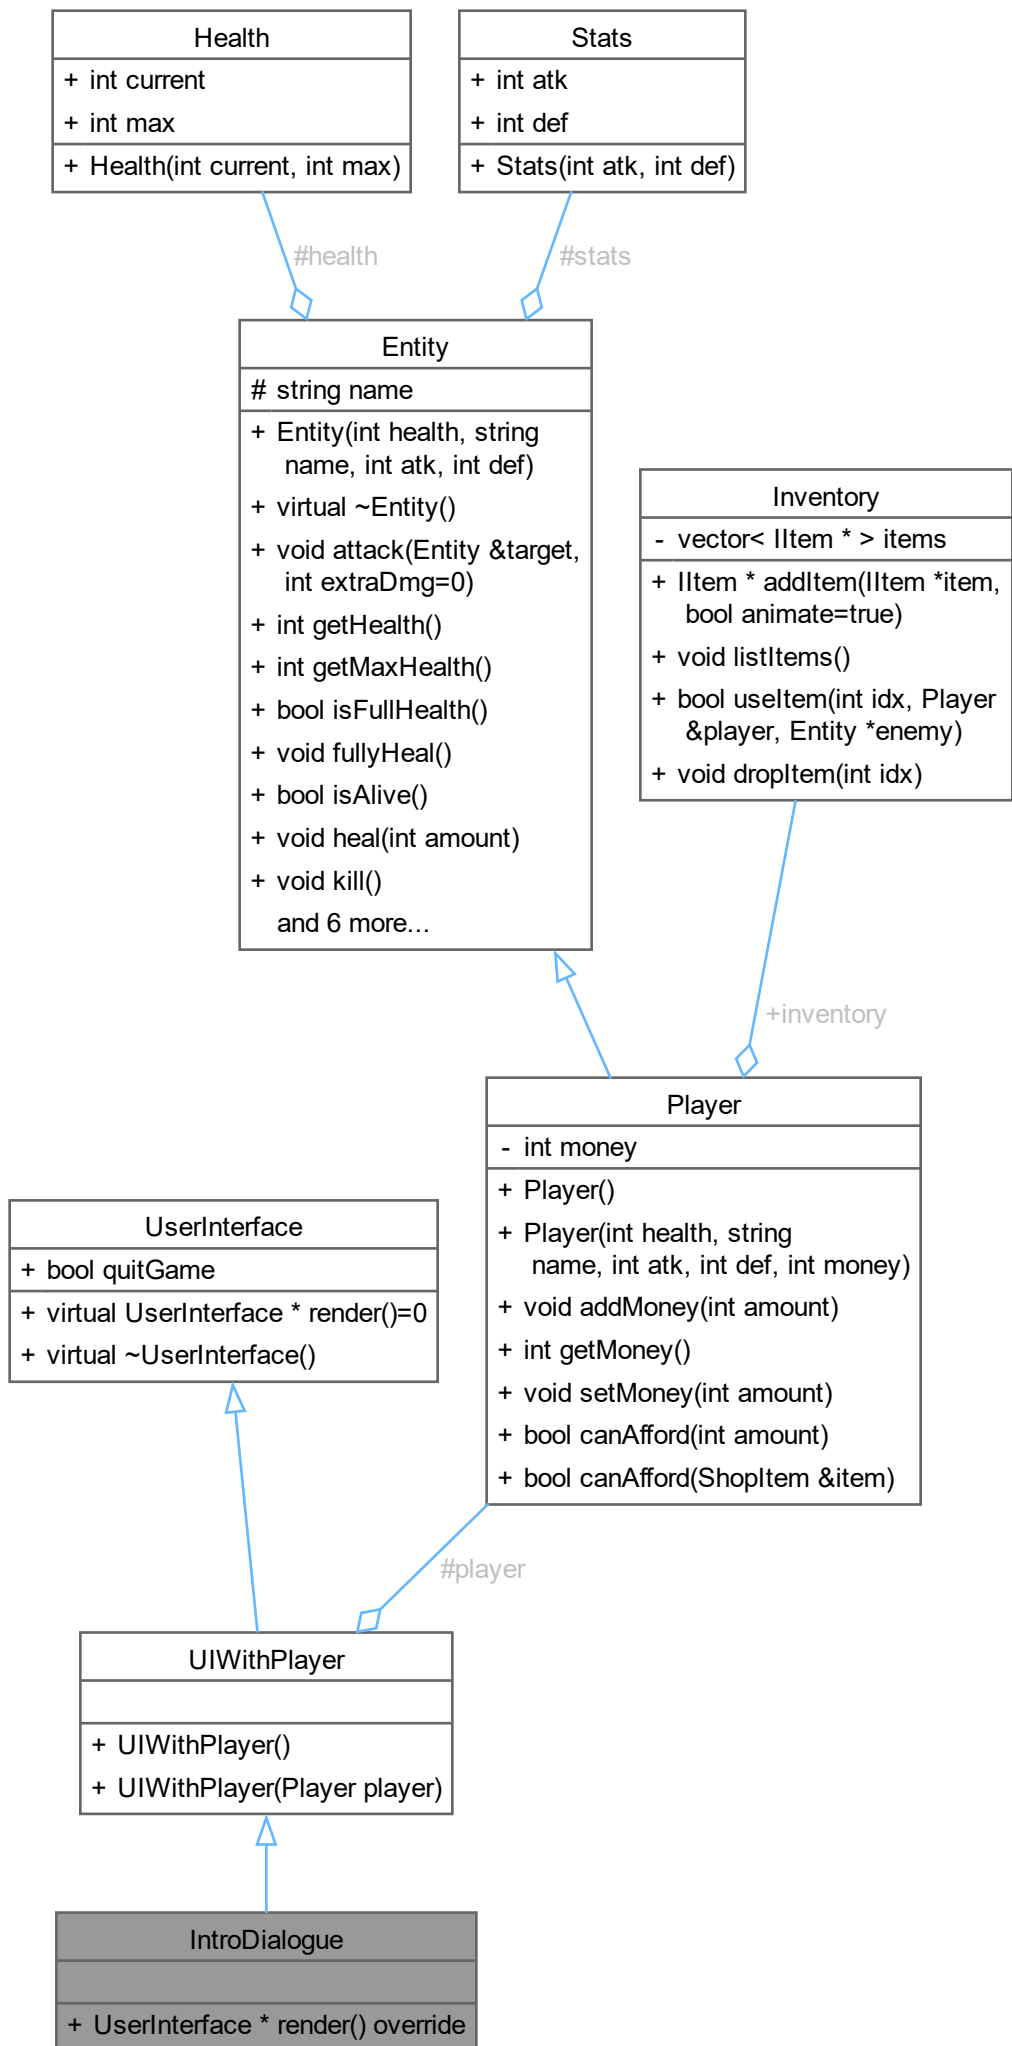 Health
+ int current
+ int max
+ Health(int current, int max)
Stats
+ int atk
+ int def
+ Stats(int atk, int def)
#health
#stats
Entity
# string name
+ Entity(int health, string
name, int atk, int def)
+ virtual ~Entity()
+ void attack(Entity &target,
int extraDmg=0)
+ int getHealth()
+ int getMaxHealth()
+ bool isFullHealth()
+ void fullyHeal()
+ bool isAlive()
+ void heal(int amount)
+ void kill()
and 6 more...
Inventory
- vector< IItem * > items
+ IItem * addItem(IItem *item,
bool animate=true)
+ void listItems()
+ bool useItem(int idx, Player
&player, Entity *enemy)
+ void dropItem(int idx)
+inventory
Player
- int money
+ Player()
+ Player(int health, string
name, int atk, int def, int money)
+ void addMoney(int amount)
+ int getMoney()
+ void setMoney(int amount)
+ bool canAfford(int amount)
+ bool canAfford(ShopItem &item)
UserInterface
+ bool quitGame
+ virtual UserInterface * render()=0
+ virtual ~UserInterface()
#player
UIWithPlayer
+ UIWithPlayer()
+ UIWithPlayer(Player player)
IntroDialogue
+ UserInterface * render() override